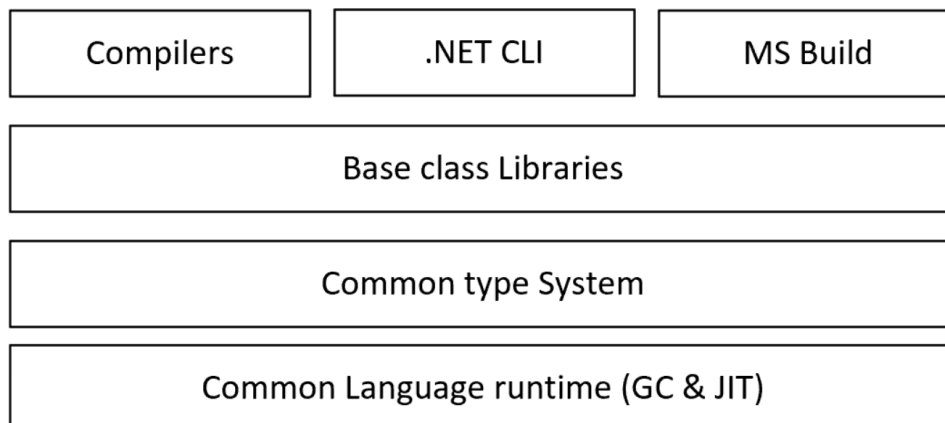 Compilers
.NET CLI
MS Build
Base class Libraries
Common type System
Common Language runtime (GC & JIT)